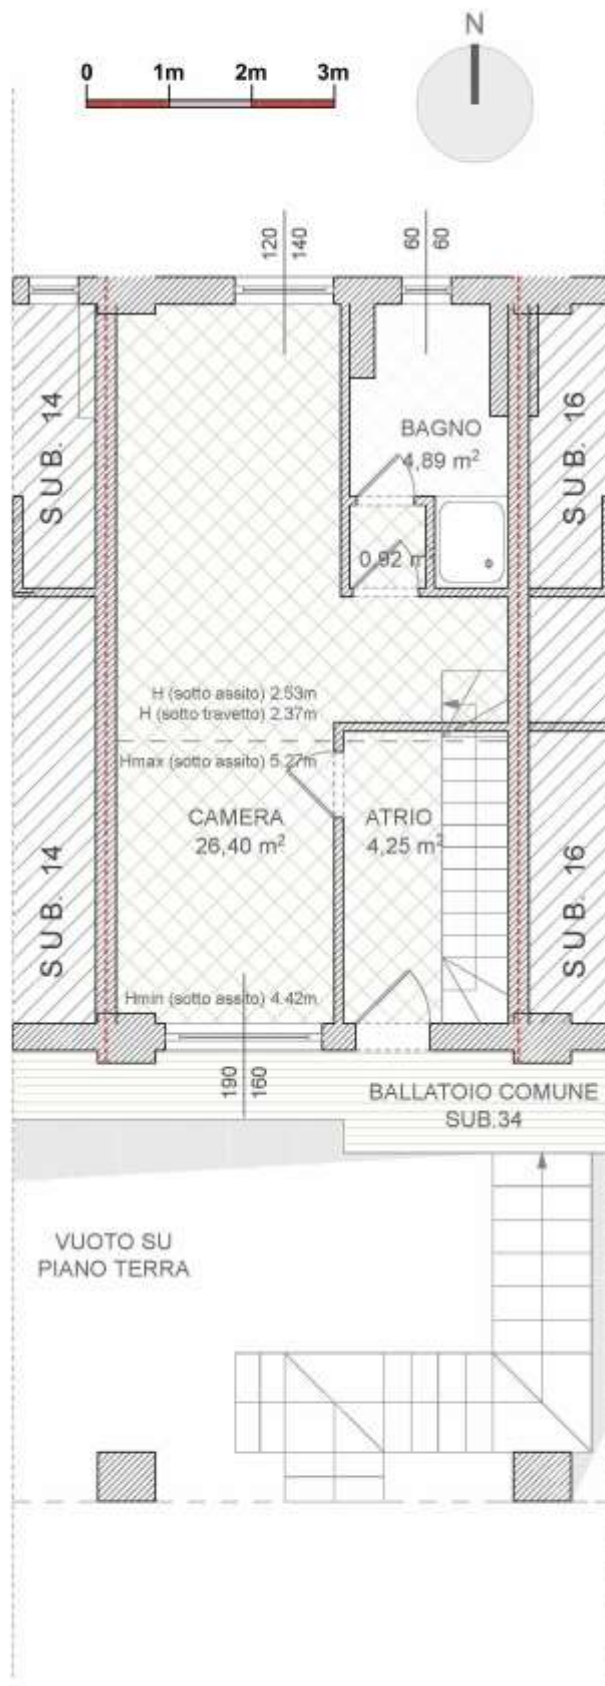 N
0 1m 2m 3m
120
140
60
60
SUB. 14
SUB. 16
BAGNO
4,89 m²
0,92 m
H (sotto assito) 2.53m
H (sotto travetto) 2.37m
Hmax (sotto assito) 5.27m
CAMERA
26,40 m²
ATRIO
4,25 m²
SUB. 14
SUB. 16
Hmin (sotto assito) 4.42m
190
160
BALLATOIO COMUNE
SUB.34
VUOTO SU
PIANO TERRA